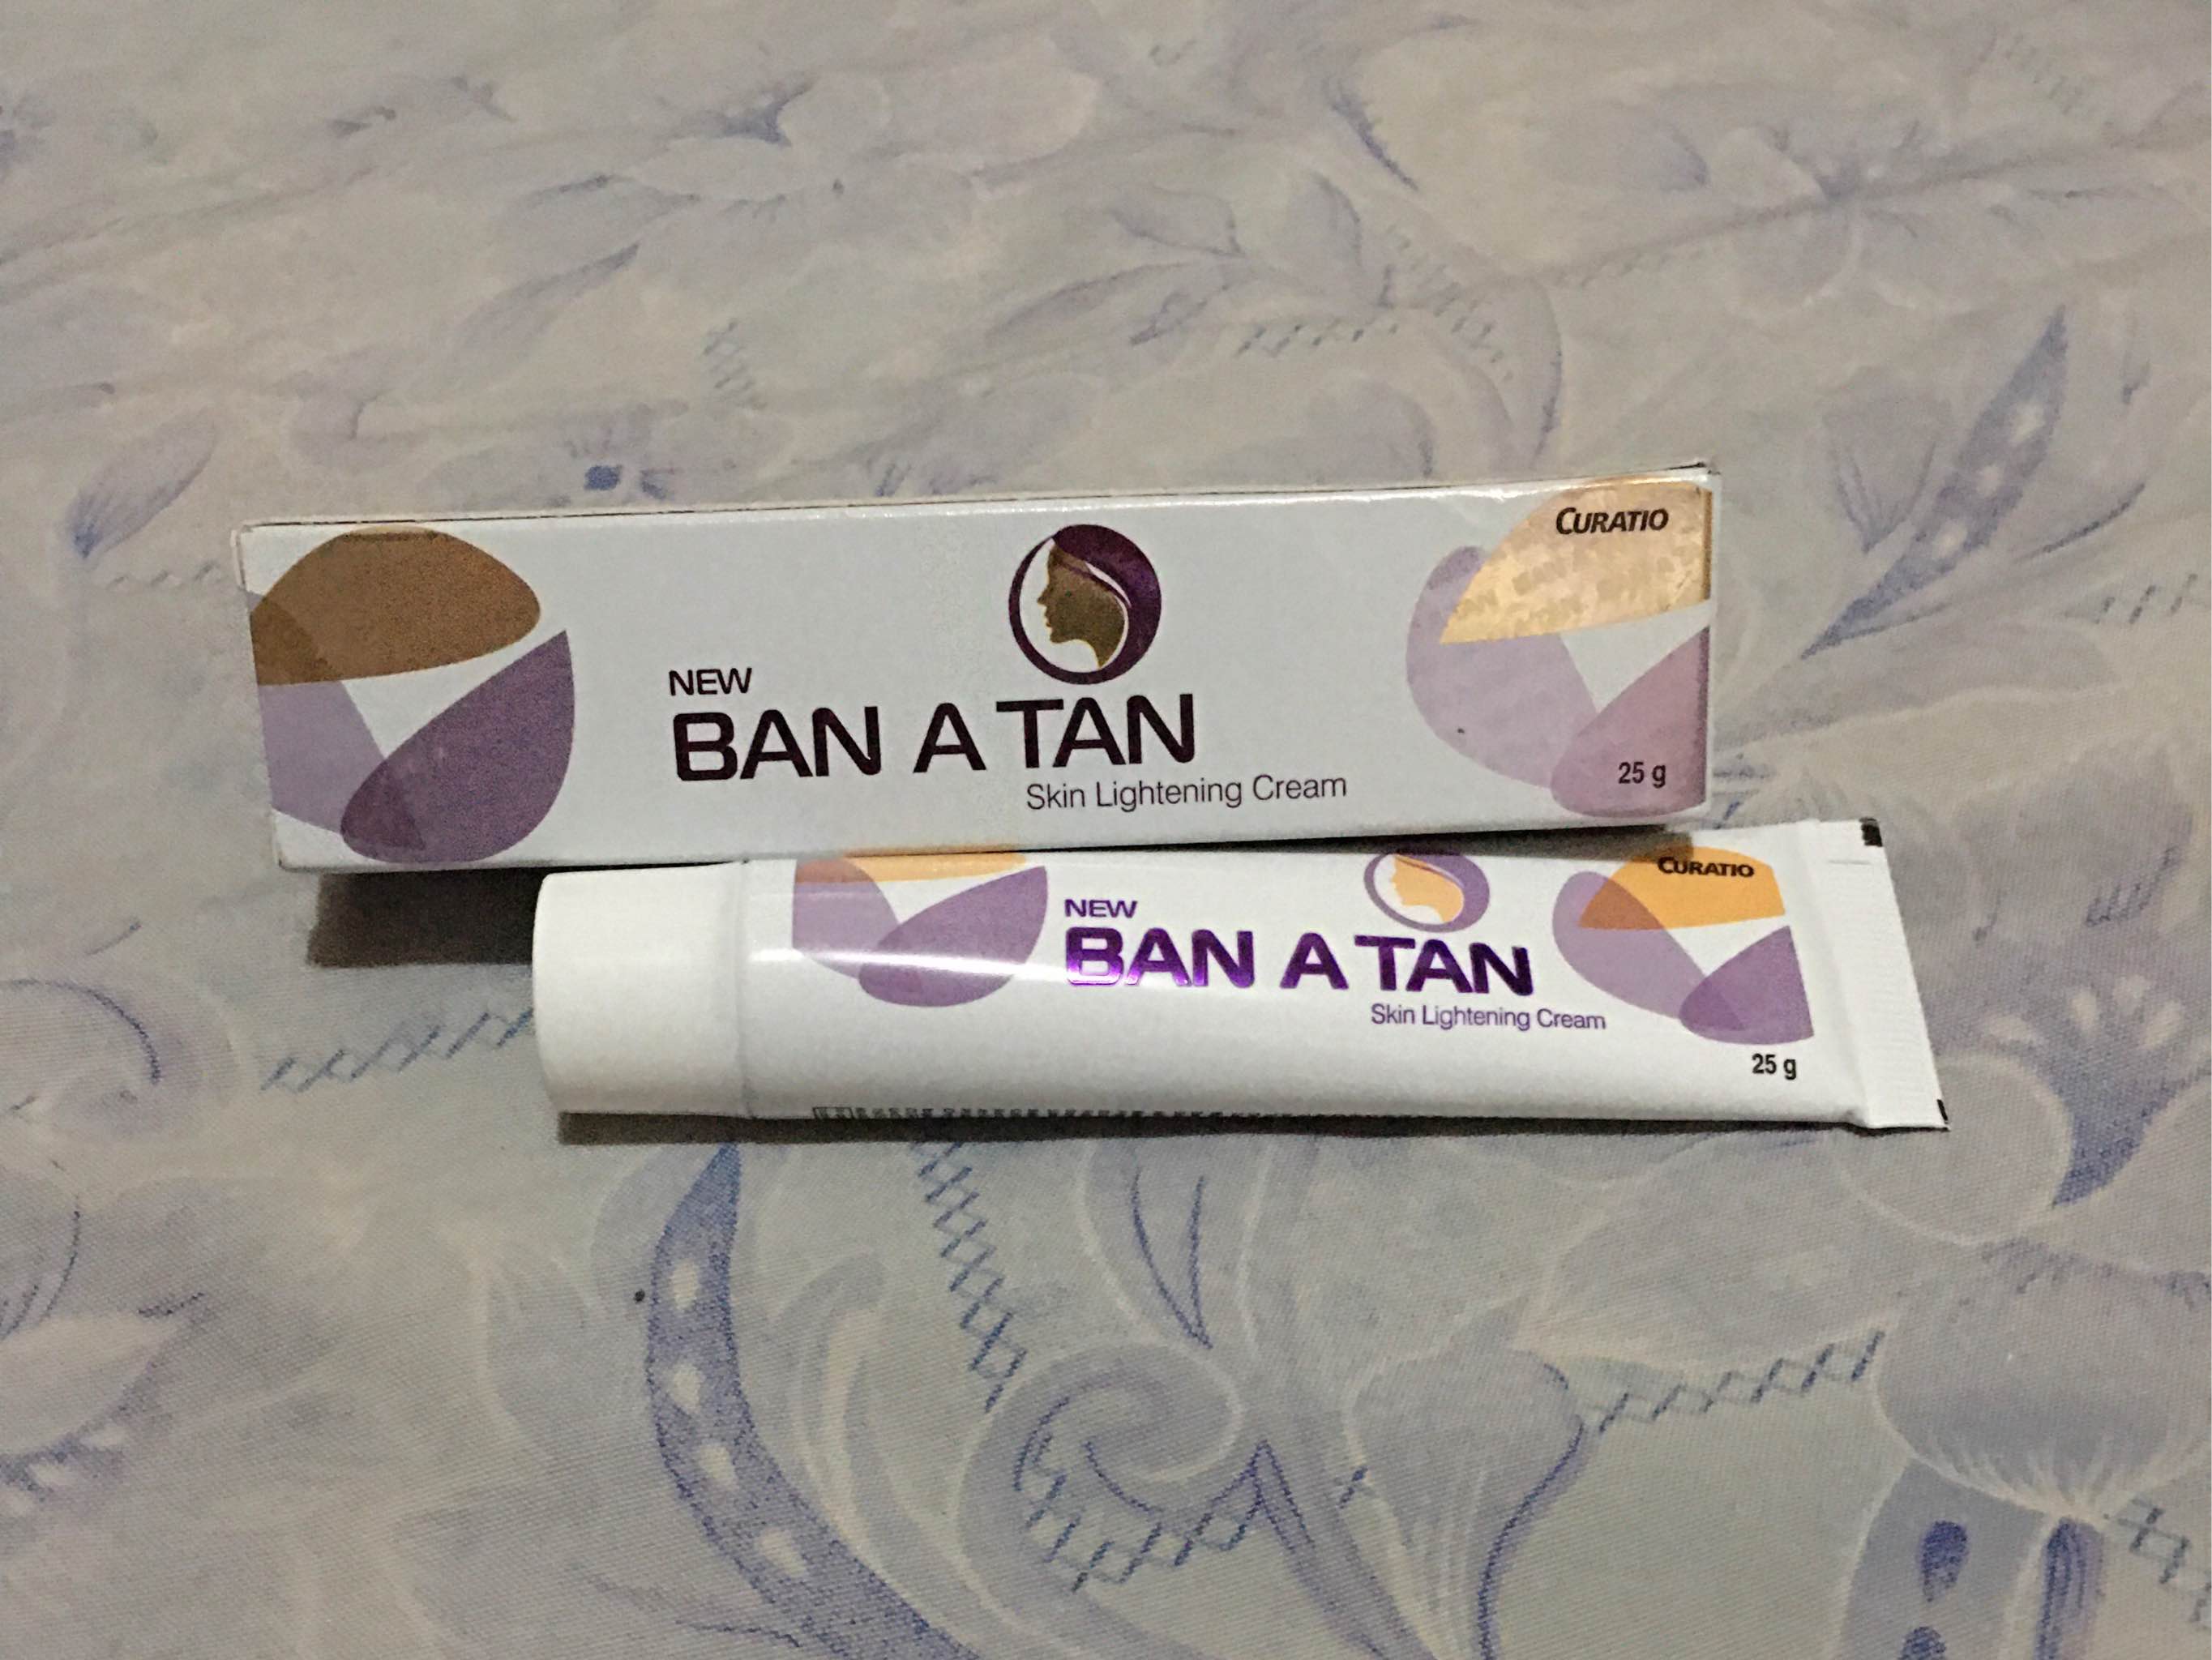 CURATIO
NEW
BAN A TAN
Skin Lightening Cream
25 g
CURATIO
NEW
BAN A TAN
Skin Lightening Cream
25 g